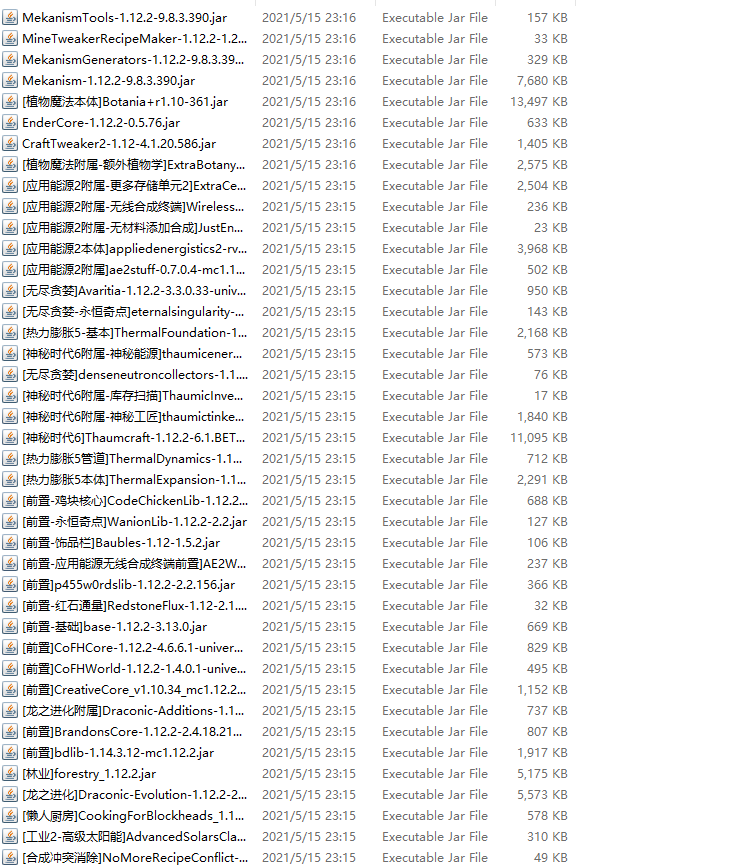 MekanismTools-1.12.2-9.8.3.390.jar 2021/5/15 23:16 Executable Jar File 157 KB
MineTweakerRecipeMaker-1.12.2-1.2... 2021/5/15 23:16 Executable Jar File 33 KB
MekanismGenerators-1.12.2-9.8.3.39... 2021/5/15 23:16 Executable Jar File 329 KB
Mekanism-1.12.2-9.8.3.390.jar 2021/5/15 23:16 Executable Jar File 7,680 KB
[植物魔法本体]Botania+r1.10-361.jar 2021/5/15 23:16 Executable Jar File 13,497 KB
EnderCore-1.12.2-0.5.76.jar 2021/5/15 23:16 Executable Jar File 633 KB
CraftTweaker2-1.12-4.1.20.586.jar 2021/5/15 23:16 Executable Jar File 1,405 KB
[植物魔法附属-额外植物学]ExtraBotany... 2021/5/15 23:16 Executable Jar File 2,575 KB
[应用能源2附属-更多存储单元2]ExtraCe... 2021/5/15 23:15 Executable Jar File 2,504 KB
[应用能源2附属-无线合成终端]Wireless... 2021/5/15 23:15 Executable Jar File 236 KB
[应用能源2附属-无材料添加合成]JustEn... 2021/5/15 23:15 Executable Jar File 23 KB
[应用能源2本体]appliedenergistics2-rv... 2021/5/15 23:15 Executable Jar File 3,968 KB
[应用能源2附属]ae2stuff-0.7.0.4-mc1.1... 2021/5/15 23:15 Executable Jar File 502 KB
[无尽贪婪]Avaritia-1.12.2-3.3.0.33-univ... 2021/5/15 23:15 Executable Jar File 950 KB
[无尽贪婪-永恒奇点]eternalsingularity-... 2021/5/15 23:15 Executable Jar File 143 KB
[热力膨胀5-基本]ThermalFoundation-1... 2021/5/15 23:15 Executable Jar File 2,168 KB
[神秘时代6附属-神秘能源]thaumicener... 2021/5/15 23:15 Executable Jar File 573 KB
[无尽贪婪]denseneutroncollectors-1.1.... 2021/5/15 23:15 Executable Jar File 76 KB
[神秘时代6附属-库存扫描]ThaumicInve... 2021/5/15 23:15 Executable Jar File 17 KB
[神秘时代6附属-神秘工匠]thaumictinke... 2021/5/15 23:15 Executable Jar File 1,840 KB
[神秘时代6]Thaumcraft-1.12.2-6.1.BET... 2021/5/15 23:15 Executable Jar File 11,095 KB
[热力膨胀5管道]ThermalDynamics-1.1... 2021/5/15 23:15 Executable Jar File 712 KB
[热力膨胀5本体]ThermalExpansion-1.1... 2021/5/15 23:15 Executable Jar File 2,291 KB
[前置-鸡块核心]CodeChickenLib-1.12.2... 2021/5/15 23:15 Executable Jar File 688 KB
[前置-永恒奇点]WanionLib-1.12.2-2.2.jar 2021/5/15 23:15 Executable Jar File 127 KB
[前置-饰品栏]Baubles-1.12-1.5.2.jar 2021/5/15 23:15 Executable Jar File 106 KB
[前置-应用能源无线合成终端前置]AE2W... 2021/5/15 23:15 Executable Jar File 237 KB
[前置]p455w0rdslib-1.12.2-2.2.156.jar 2021/5/15 23:15 Executable Jar File 366 KB
[前置-红石通量]RedstoneFlux-1.12-2.1.... 2021/5/15 23:15 Executable Jar File 32 KB
[前置-基础]base-1.12.2-3.13.0.jar 2021/5/15 23:15 Executable Jar File 669 KB
[前置]CoFHCore-1.12.2-4.6.6.1-univer... 2021/5/15 23:15 Executable Jar File 829 KB
[前置]CoFHWorld-1.12.2-1.4.0.1-unive... 2021/5/15 23:15 Executable Jar File 495 KB
[前置]CreativeCore_v1.10.34_mc1.12.2... 2021/5/15 23:15 Executable Jar File 1,152 KB
[龙之进化附属]Draconic-Additions-1.1... 2021/5/15 23:15 Executable Jar File 737 KB
[前置]BrandonsCore-1.12.2-2.4.18.21... 2021/5/15 23:15 Executable Jar File 807 KB
[前置]bdlib-1.14.3.12-mc1.12.2.jar 2021/5/15 23:15 Executable Jar File 1,917 KB
[林业]forestry_1.12.2.jar 2021/5/15 23:15 Executable Jar File 5,175 KB
[龙之进化]Draconic-Evolution-1.12.2-2... 2021/5/15 23:15 Executable Jar File 5,573 KB
[懒人厨房]CookingForBlockheads_1.1... 2021/5/15 23:15 Executable Jar File 578 KB
[工业2-高级太阳能]AdvancedSolarsCla... 2021/5/15 23:15 Executable Jar File 310 KB
[合成冲突消除]NoMoreRecipeConflict-... 2021/5/15 23:15 Executable Jar File 49 KB